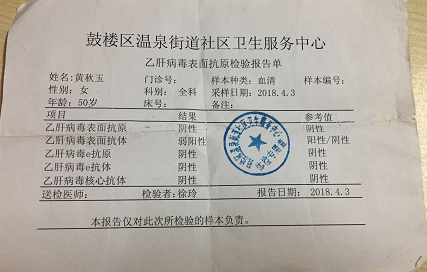 鼓楼区温泉街道社区卫生服务中心
乙肝病毒表面抗原检验报告单
姓名:黄秋玉 门诊号: 样本种类:血清 样本编号:
性别:女 科别: 全科 采样日期:2018.4.3
年龄:50岁 床号: 备注:
项目 结果 参考值
乙肝病毒表面抗原 阴性 阴性
乙肝病毒表面抗体 弱阳性 阳性/阴性
乙肝病毒e抗原 阴性 阴性
乙肝病毒e抗体 阴性 阴性
乙肝病毒核心抗体 阴性 阴性
送检医师: 检验者:徐玲 报告日期: 2018.4.3
本报告仅对此次所检验的样本负责。